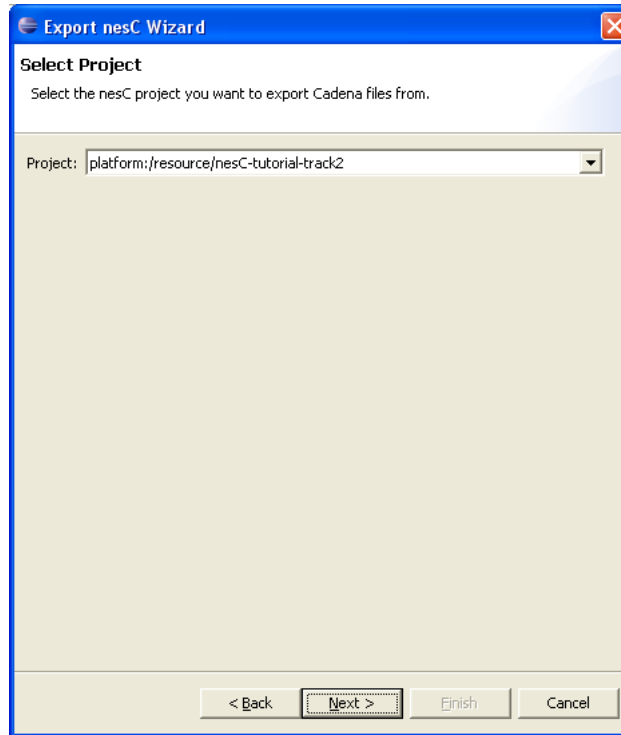 Export nesC Wizard
Select Project
Select the nesC project you want to export Cadena files from.
Project: platform:/resource/nesC-tutorial-track2
< Back Next > Finish Cancel